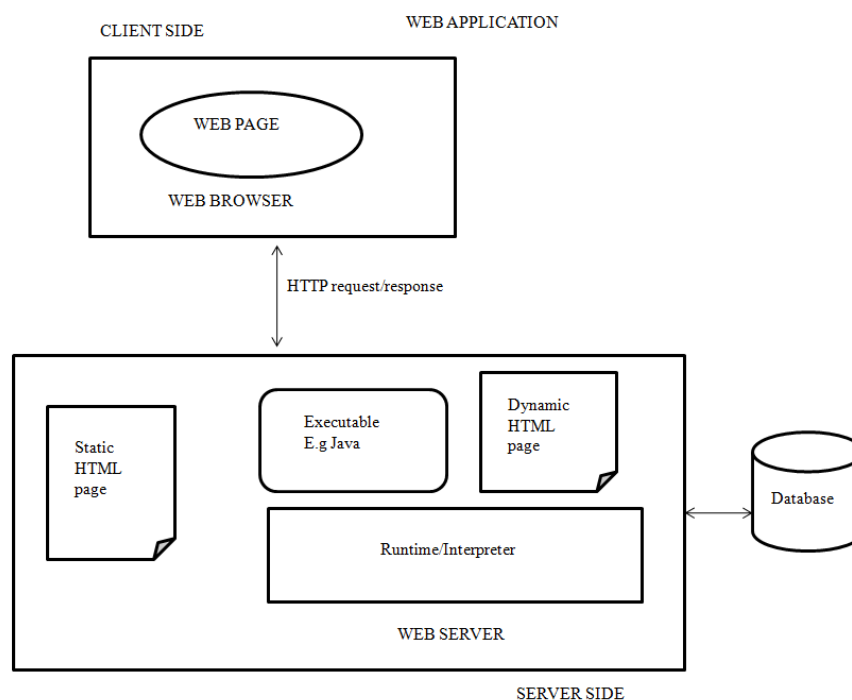 WEB APPLICATION
CLIENT SIDE
WEB PAGE
WEB BROWSER
HTTP request/response
Static
HTML
page
Executable
E.g Java
Dynamic
HTML
page
Database
Runtime/Interpreter
WEB SERVER
SERVER SIDE